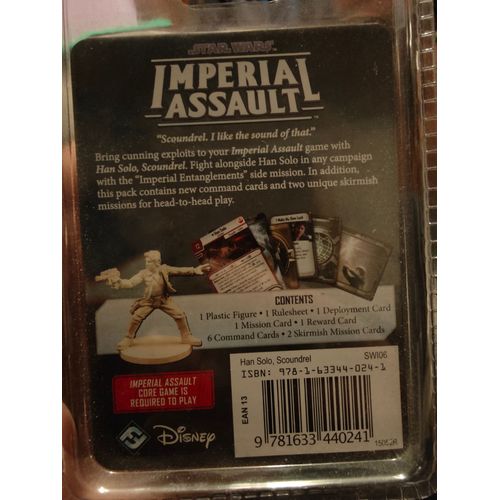 STAR WARS
IMPERIAL
ASSAULT
"Scoundrel. I like the sound of that."
Bring cunning exploits to your Imperial Assault game with
Han Solo, Scoundrel. Fight alongside Han Solo in any campaign
with the "Imperial Entanglements" side mission. In addition,
this pack contains new command cards and two unique skirmish
missions for head-to-head play.
CONTENTS
1 Plastic Figure • 1 Rulesheet • 1 Deployment Card
1 Mission Card • 1 Reward Card
6 Command Cards • 2 Skirmish Mission Cards
IMPERIAL ASSAULT
CORE GAME IS
REQUIRED TO PLAY
Disney
Han Solo, Scoundrel SWI06
ISBN: 978-1-63344-024-1
EAN 13
9 781633 440241